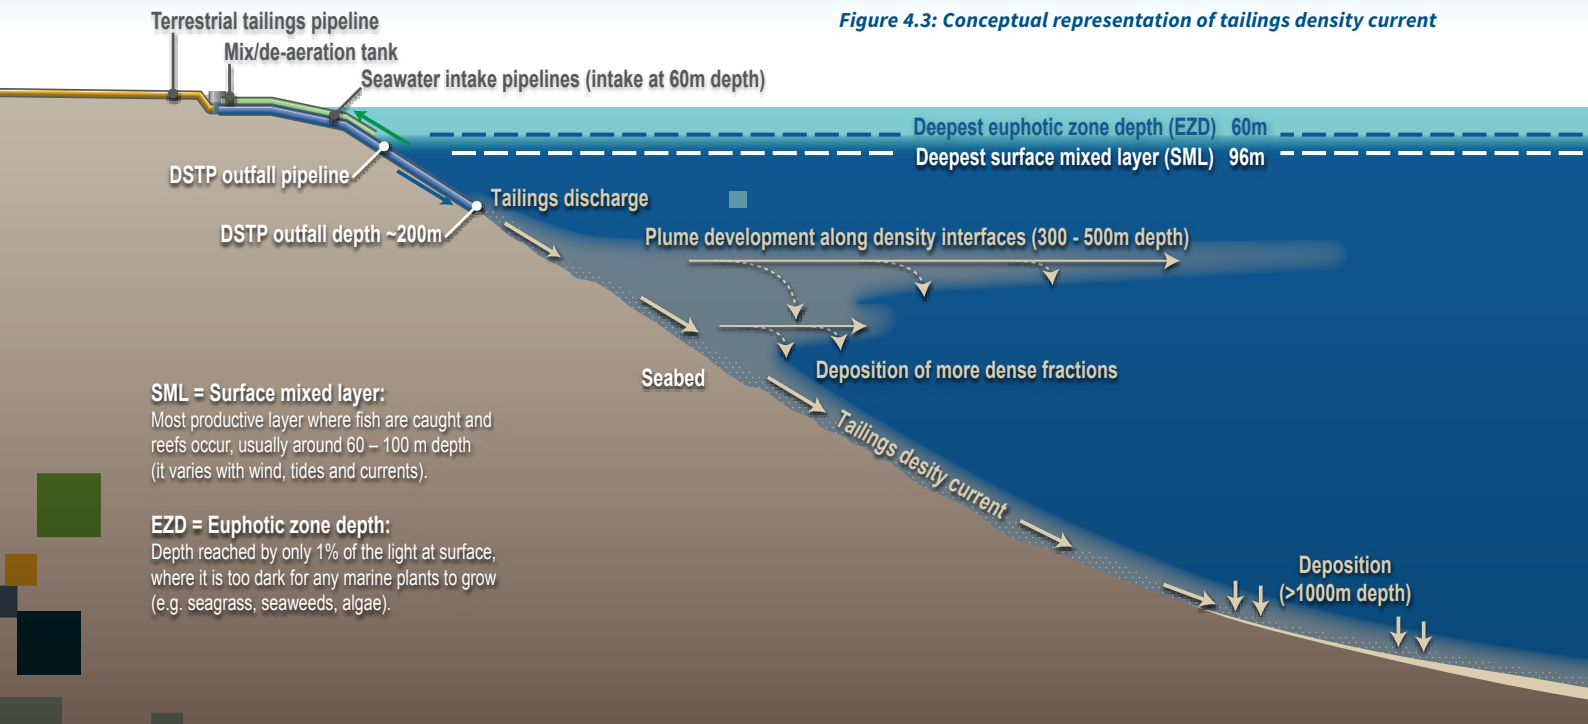 Figure 4.3: Conceptual representation of tailings density current
Terrestrial tailings pipeline
Mix/de-aeration tank
Seawater intake pipelines (intake at 60m depth)
Deepest euphotic zone depth (EZD) 60m
Deepest surface mixed layer (SML) 96m
DSTP outfall pipeline
Tailings discharge
DSTP outfall depth ~200m
Plume development along density interfaces (300 - 500m depth)
Seabed
Deposition of more dense fractions
SML = Surface mixed layer:
Most productive layer where fish are caught and
reefs occur, usually around 60 – 100 m depth
(it varies with wind, tides and currents).
Tailings desity current
EZD = Euphotic zone depth:
Depth reached by only 1% of the light at surface,
where it is too dark for any marine plants to grow
(e.g. seagrass, seaweeds, algae).
Deposition
(>1000m depth)